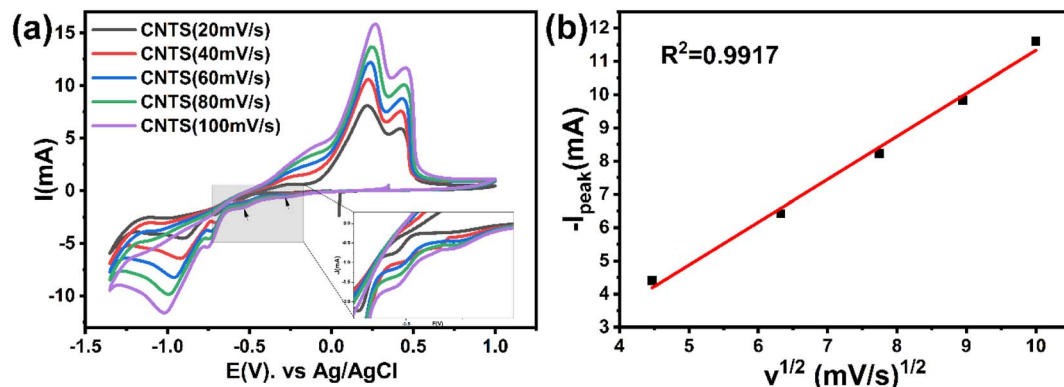 (a)
CNTS(20mV/s)
CNTS(40mV/s)
CNTS(60mV/s)
CNTS(80mV/s)
CNTS(100mV/s)
I(mA)
15
10
5
0
-5
-10
-1.5
-1.0
-0.5
0.0
0.5
1.0
E(V). vs Ag/AgCl
E(V)
(b)
R²=0.9917
-I_peak(mA)
12
11
10
9
8
7
6
5
4
3
4
5
6
7
8
9
10
v^1/2 (mV/s)^1/2